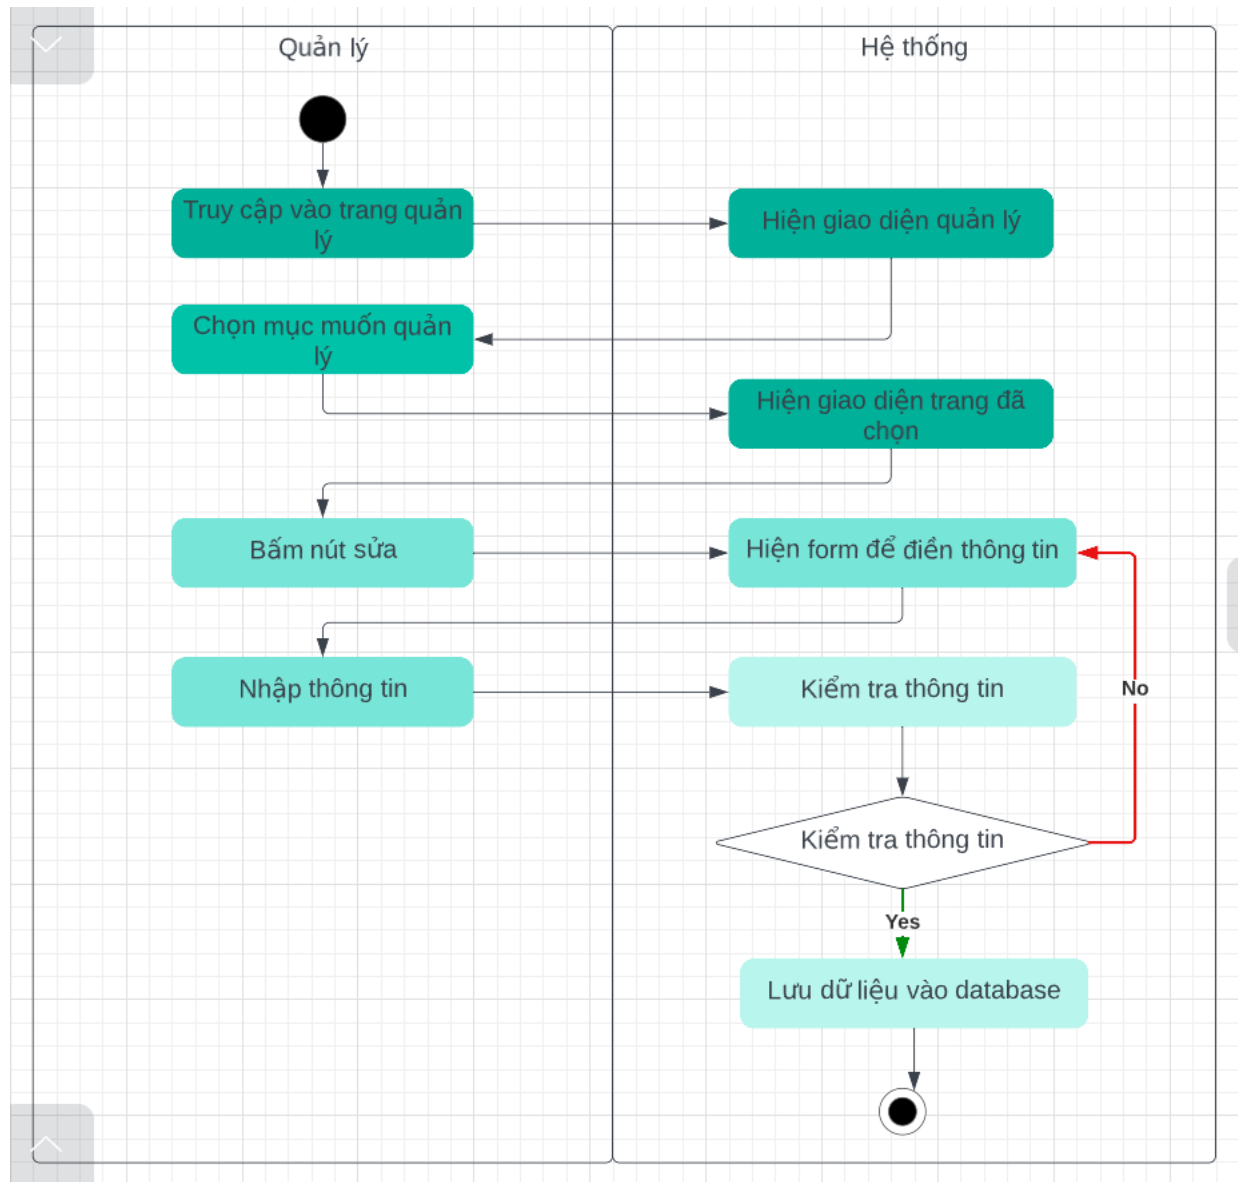 Quản lý
Hệ thống
Truy cập vào trang quản
lý
Hiện giao diện quản lý
Chọn mục muốn quản
lý
Hiện giao diện trang đã
chọn
Bấm nút sửa
Hiện form để điền thông tin
Nhập thông tin
Kiểm tra thông tin
No
Kiểm tra thông tin
Yes
Lưu dữ liệu vào database